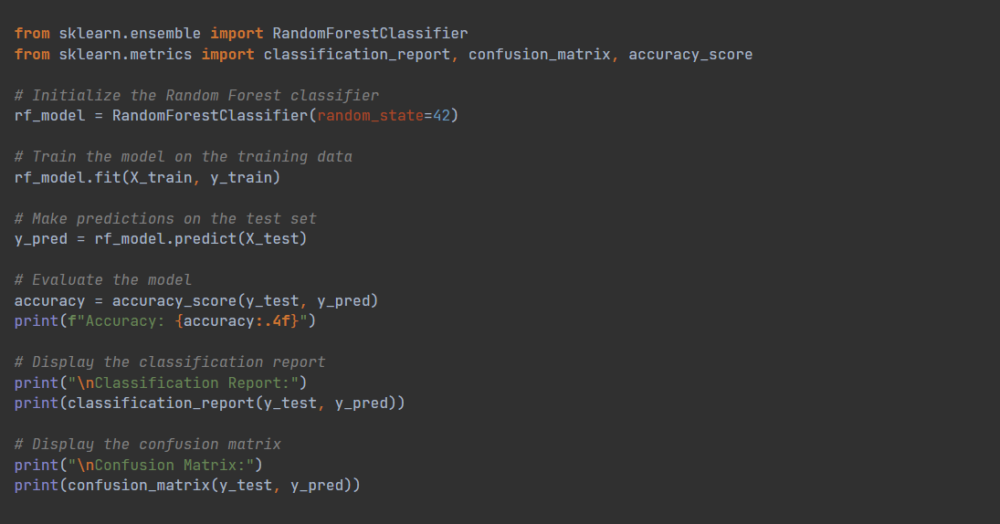 from sklearn.ensemble import RandomForestClassifier
from sklearn.metrics import classification_report, confusion_matrix, accuracy_score
# Initialize the Random Forest classifier
rf_model = RandomForestClassifier(random_state=42)
# Train the model on the training data
rf_model.fit(X_train, y_train)
# Make predictions on the test set
y_pred = rf_model.predict(X_test)
# Evaluate the model
accuracy = accuracy_score(y_test, y_pred)
print(f"Accuracy: {accuracy:.4f}")
# Display the classification report
print("\nClassification Report:")
print(classification_report(y_test, y_pred))
# Display the confusion matrix
print("\nConfusion Matrix:")
print(confusion_matrix(y_test, y_pred))